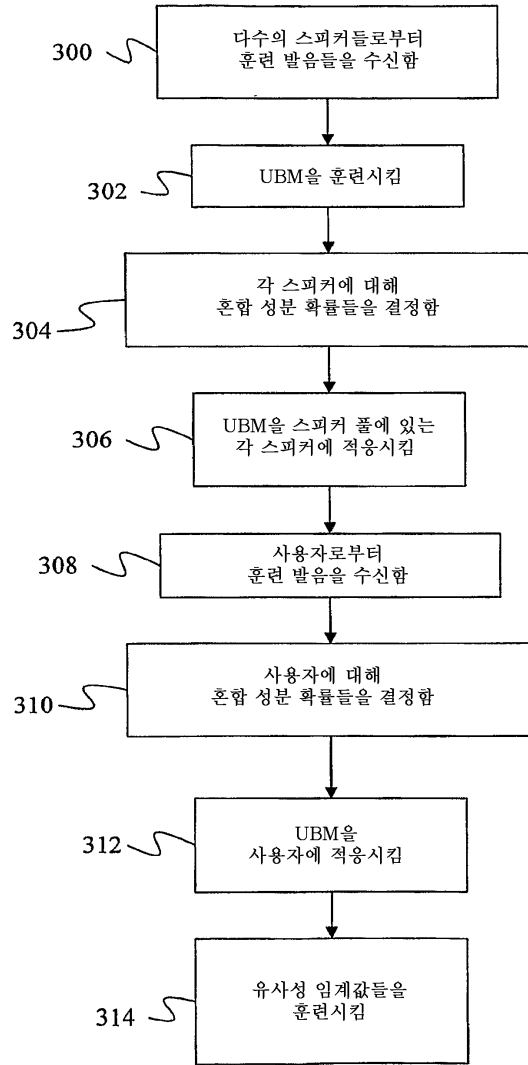 300
다수의 스피커들로부터
훈련 발음들을 수신함
302
UBM을 훈련시킴
304
각 스피커에 대해
혼합 성분 확률들을 결정함
306
UBM을 스피커 풀에 있는
각 스피커에 적응시킴
308
사용자로부터
훈련 발음을 수신함
310
사용자에 대해
혼합 성분 확률들을 결정함
312
UBM을
사용자에 적응시킴
314
유사성 임계값들을
훈련시킴